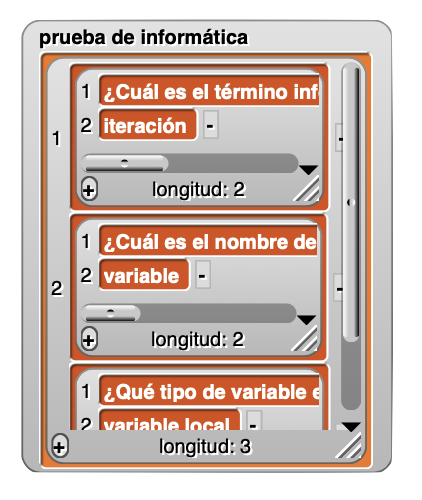 prueba de informática
1
1 ¿Cuál es el término
2 iteración -
+ longitud: 2
-
2
1 ¿Cuál es el nombre de
2 variable -
+ longitud: 2
-
1 ¿Qué tipo de variable
2 variable local -
+ longitud: 3